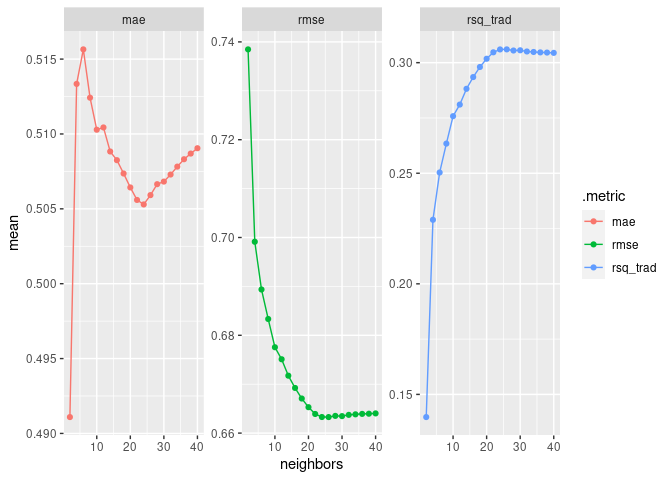 mae
rmse
rsq_trad
mean
0.515
0.510
0.505
0.500
0.495
0.490
0.74
0.72
0.70
0.68
0.66
0.30
0.25
0.20
0.15
10 20 30 40
10 20 30 40
10 20 30 40
neighbors
.metric
mae
rmse
rsq_trad